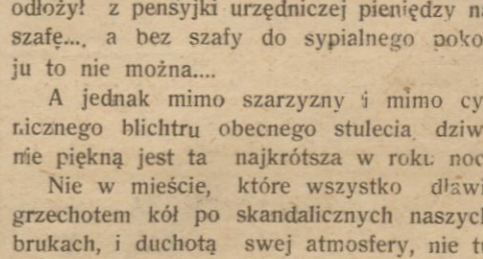 odłożył z pensyjki urzędniczej pieniędzy na
szafę..., a bez szafy do sypialnego poko-
ju to nie można....
A jednak mimo szarzyzny i mimo cy-
nicznego blichtru obecnego stulecia dziw-
nie piękną jest ta najkrótsza w roku noc
Nie w mieście, które wszystko dławi
grzechotem kół po skandalicznych naszych
brukach, i duchotą swej atmosfery, nie tu